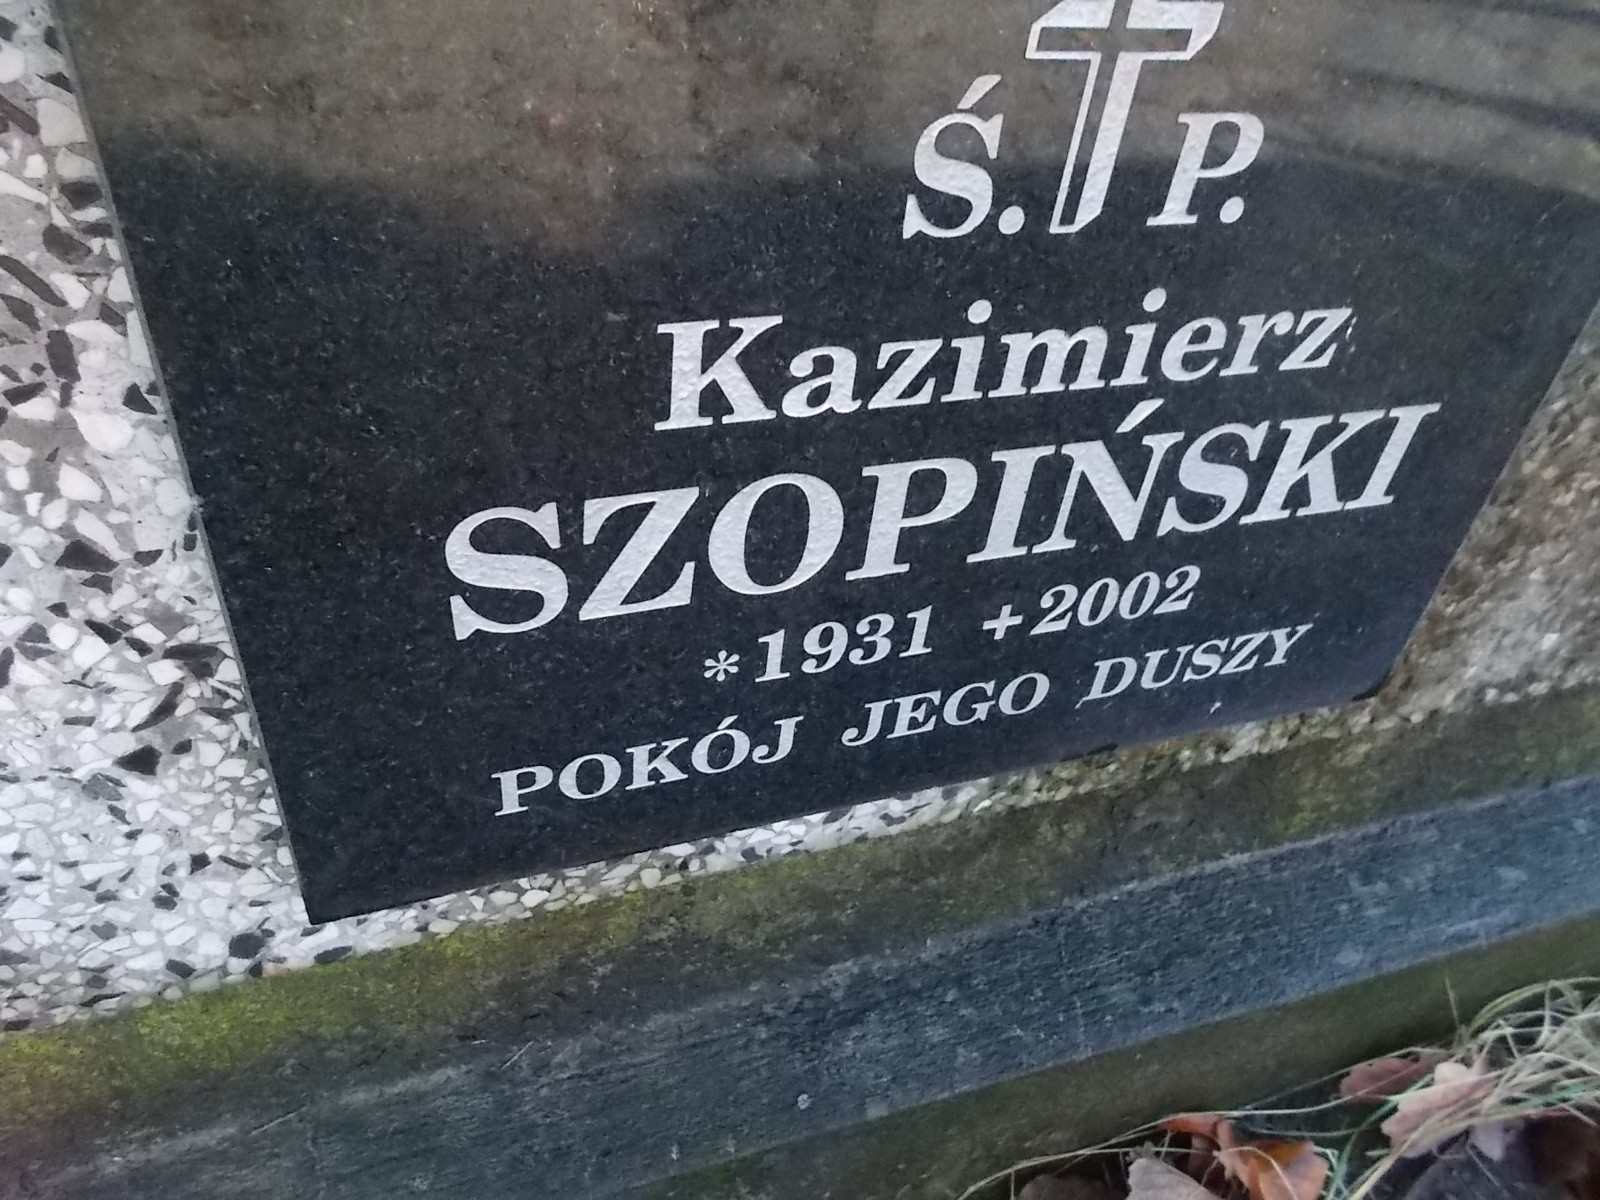 Ś. P.
Kazimierz
SZOPIŃSKI
*1931 +2002
POKÓJ JEGO DUSZY